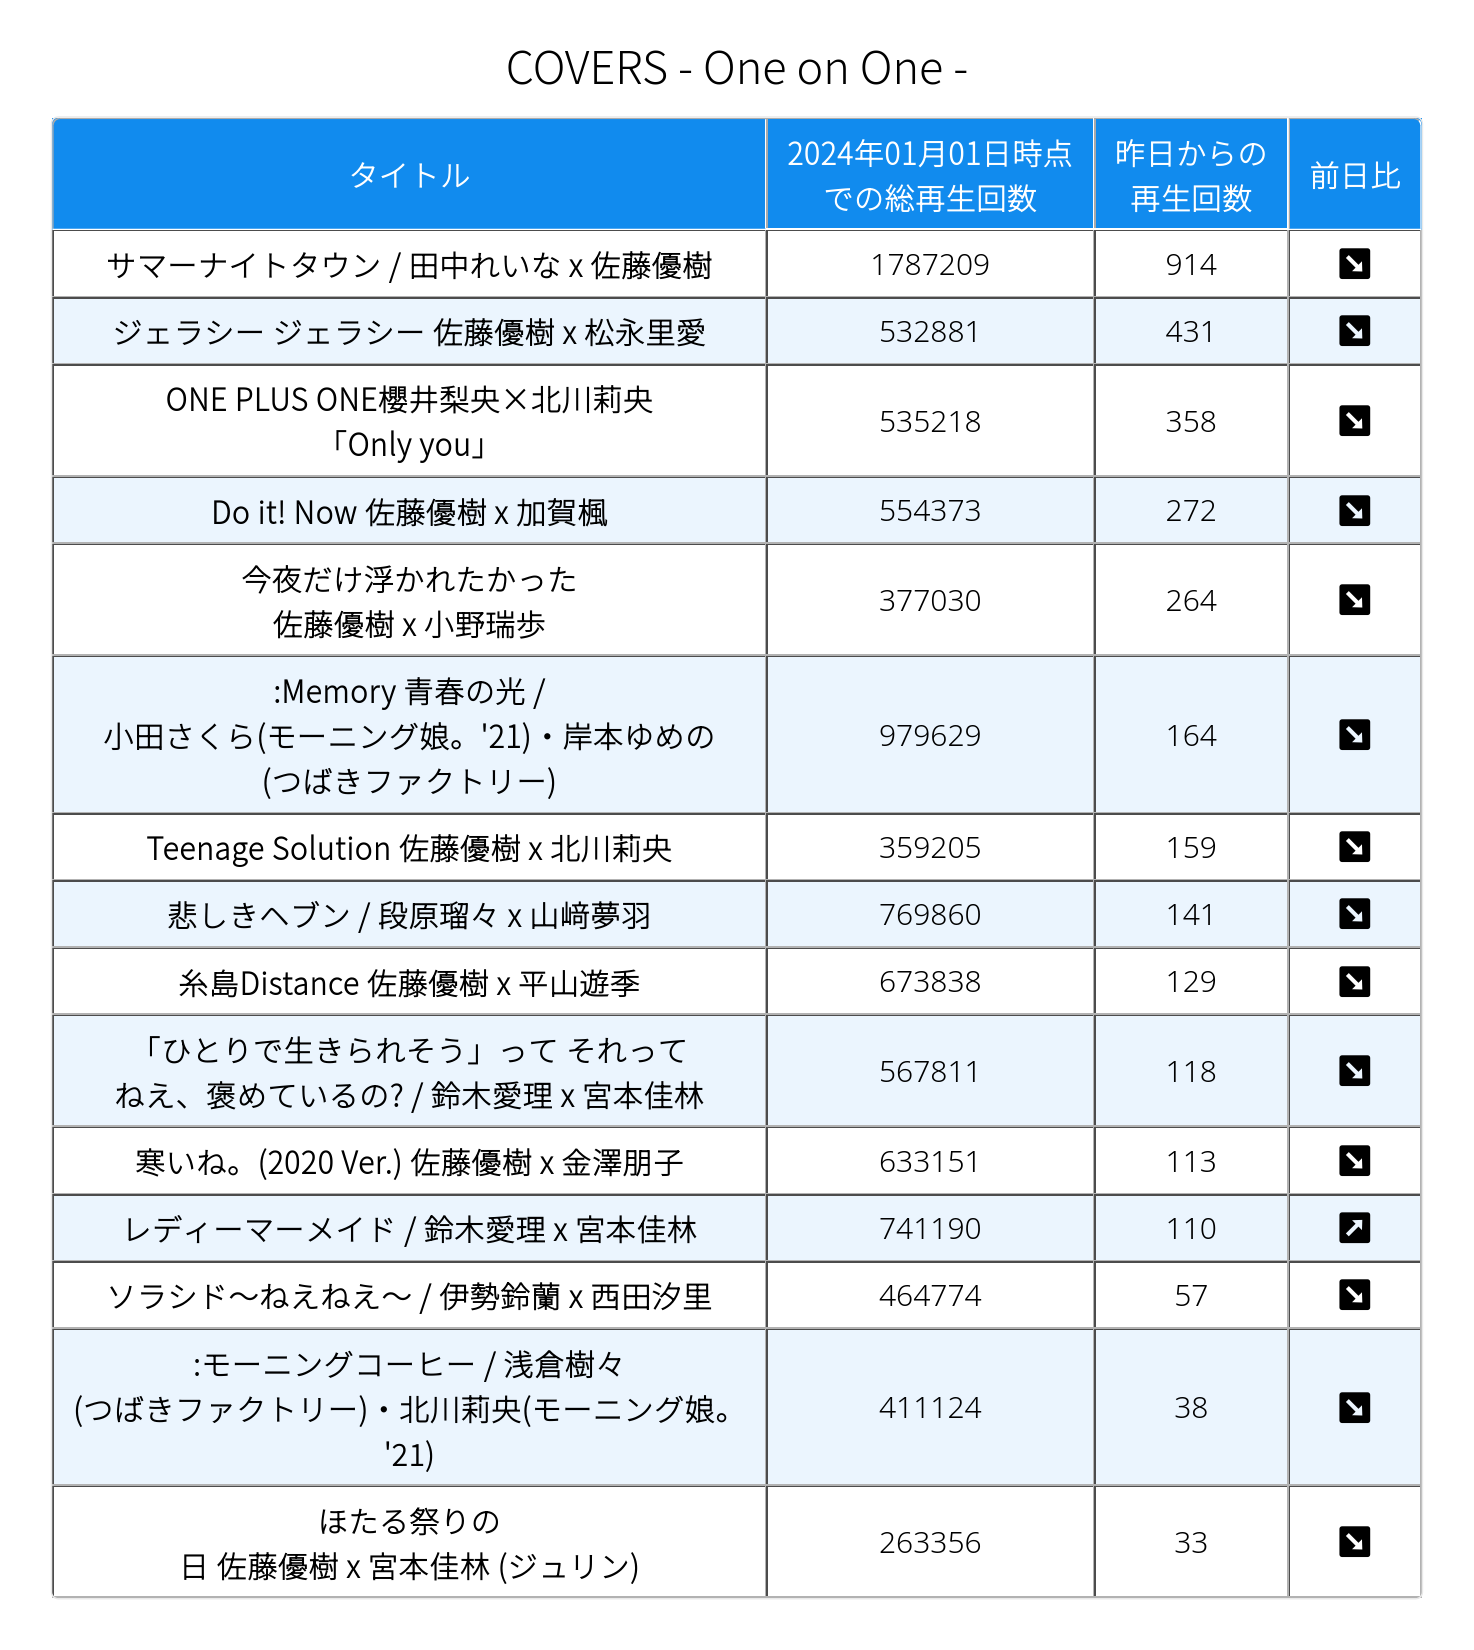 COVERS - One on One -
タイトル
2024年01月01日時点
での総再生回数
昨日からの
再生回数
前日比
サマーナイトタウン / 田中れいな x 佐藤優樹
1787209
914
ジェラシー ジェラシー 佐藤優樹 x 松永里愛
532881
431
ONE PLUS ONE櫻井梨央×北川莉央
「Only you」
535218
358
Do it! Now 佐藤優樹 x 加賀楓
554373
272
今夜だけ浮かれたかった
佐藤優樹 x 小野瑞歩
377030
264
:Memory 青春の光 /
小田さくら(モーニング娘。'21)・岸本ゆめの
(つばきファクトリー)
979629
164
Teenage Solution 佐藤優樹 x 北川莉央
359205
159
悲しきヘブン / 段原瑠々 x 山﨑夢羽
769860
141
糸島Distance 佐藤優樹 x 平山遊季
673838
129
「ひとりで生きられそう」って それって
ねえ、褒めているの? / 鈴木愛理 x 宮本佳林
567811
118
寒いね。(2020 Ver.) 佐藤優樹 x 金澤朋子
633151
113
レディーマーメイド / 鈴木愛理 x 宮本佳林
741190
110
ソラシド〜ねえねえ〜 / 伊勢鈴蘭 x 西田汐里
464774
57
:モーニングコーヒー / 浅倉樹々
(つばきファクトリー)・北川莉央(モーニング娘。
'21)
411124
38
ほたる祭りの
日 佐藤優樹 x 宮本佳林 (ジュリン)
263356
33